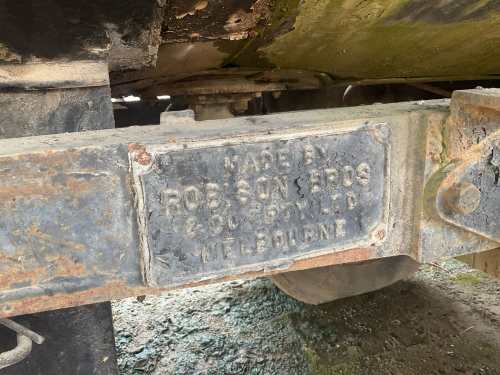 MADE BY
ROBISON BROS
& CO PTY LTD
MELBOURNE